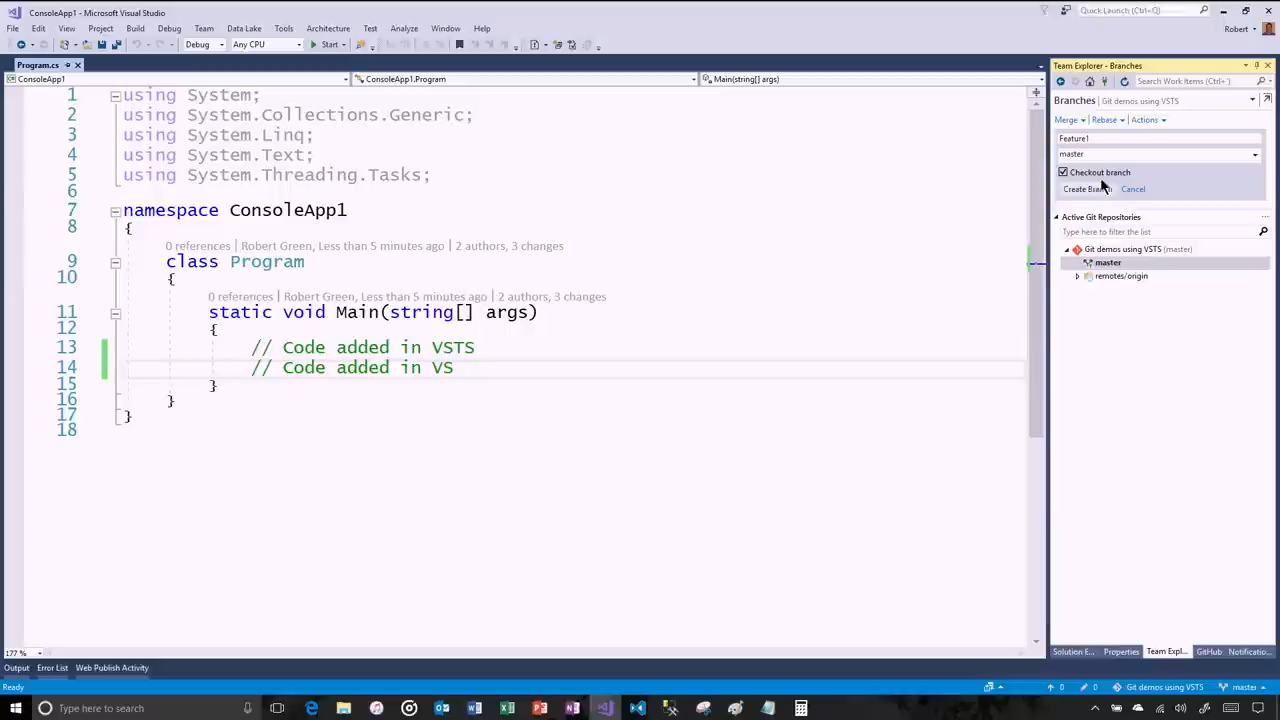 ConsoleApp1 - Microsoft Visual Studio
Quick Launch (Ctrl+Q)
File Edit View Project Build Debug Team Data Lake Tools Architecture Test Analyze Window Help
Robert
Debug Any CPU Start
Program.cs
ConsoleApp1 ConsoleApp1.Program Main(string[] args)
1 using System;
2 using System.Collections.Generic;
3 using System.Linq;
4 using System.Text;
5 using System.Threading.Tasks;
6
7 namespace ConsoleApp1
8 {
0 references | Robert Green, Less than 5 minutes ago | 2 authors, 3 changes
9 class Program
10 {
0 references | Robert Green, Less than 5 minutes ago | 2 authors, 3 changes
11 static void Main(string[] args)
12 {
13 // Code added in VSTS
14 // Code added in VS
15 }
16 }
17 }
18
177 %
Team Explorer - Branches
Search Work Items (Ctrl+')
Branches | Git demos using VSTS
Merge Rebase Actions
Feature1
master
Checkout branch
Create Branch Cancel
Active Git Repositories
Type here to filter the list
Git demos using VSTS (master)
master
remotes/origin
Solution E... Properties Team Expl... GitHub Notificatio...
Output Error List Web Publish Activity
Ready
0 0 Git demos using VSTS master
Type here to search